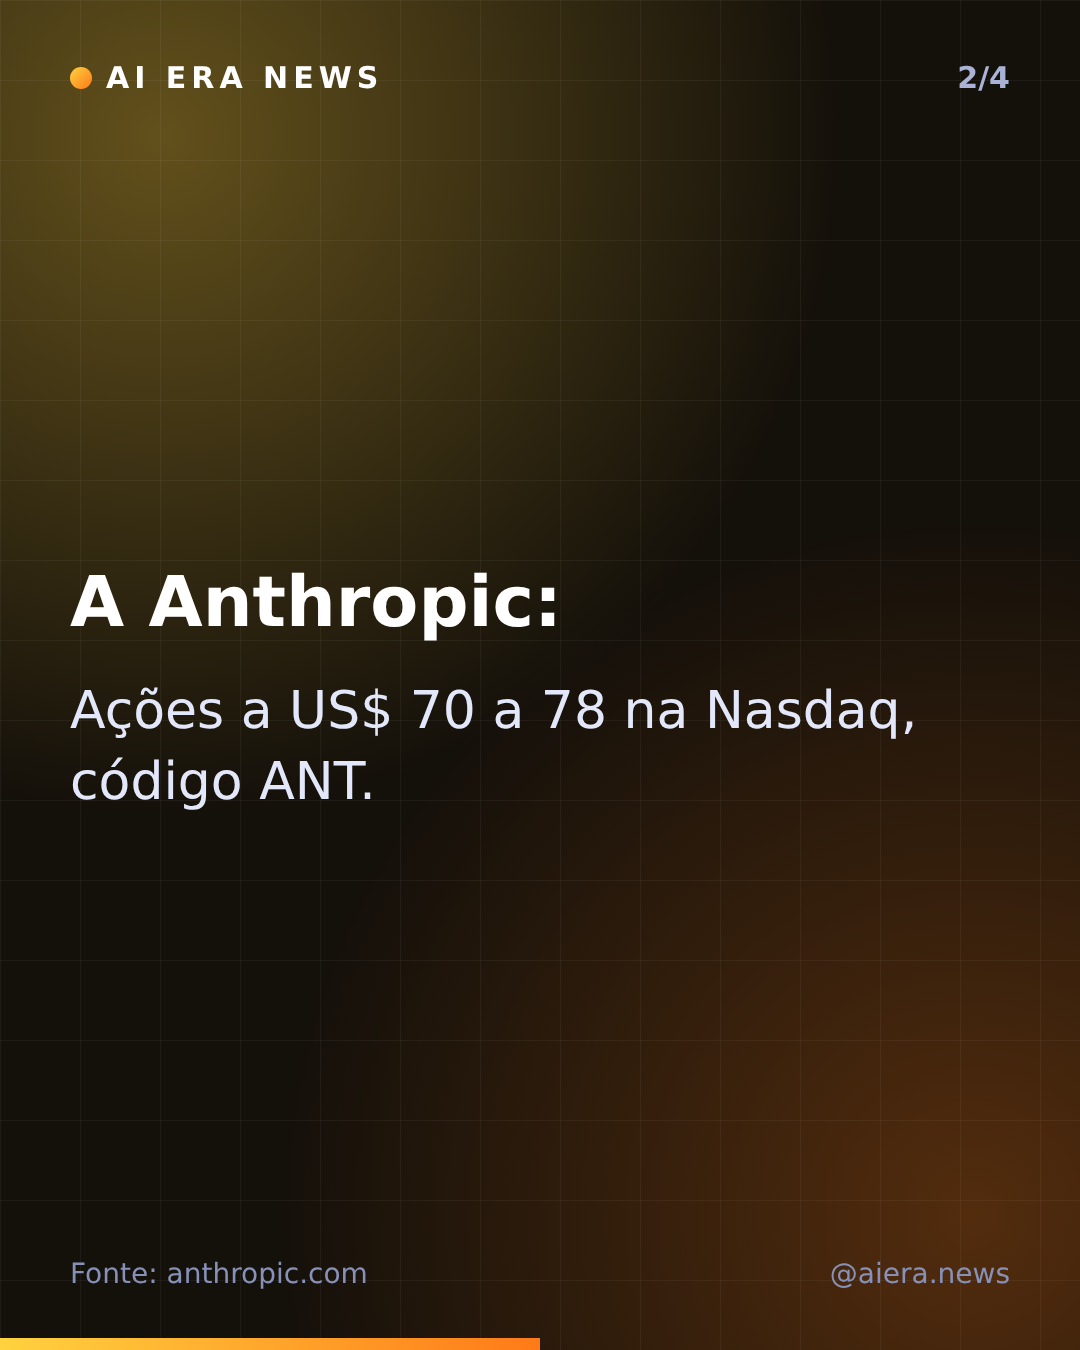 AI ERA NEWS
2/4
A Anthropic:
Ações a US$ 70 a 78 na Nasdaq,
código ANT.
Fonte: anthropic.com
@aiera.news